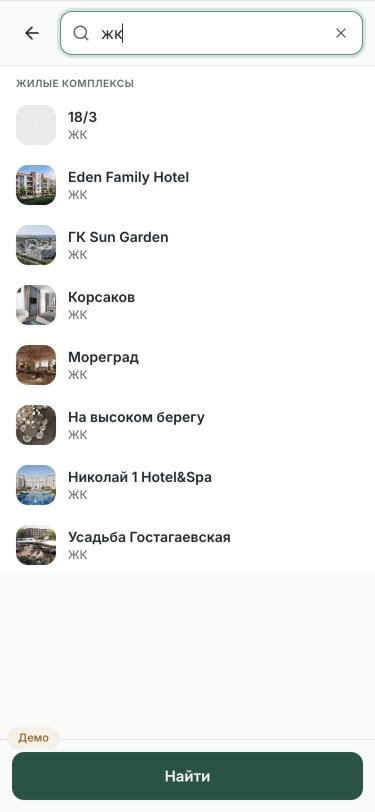 жк
ЖИЛЫЕ КОМПЛЕКСЫ
18/3
ЖК
Eden Family Hotel
ЖК
ГК Sun Garden
ЖК
Корсаков
ЖК
Мореград
ЖК
На высоком берегу
ЖК
Николай 1 Hotel&Spa
ЖК
Усадьба Гостагаевская
ЖК
Демо
Найти